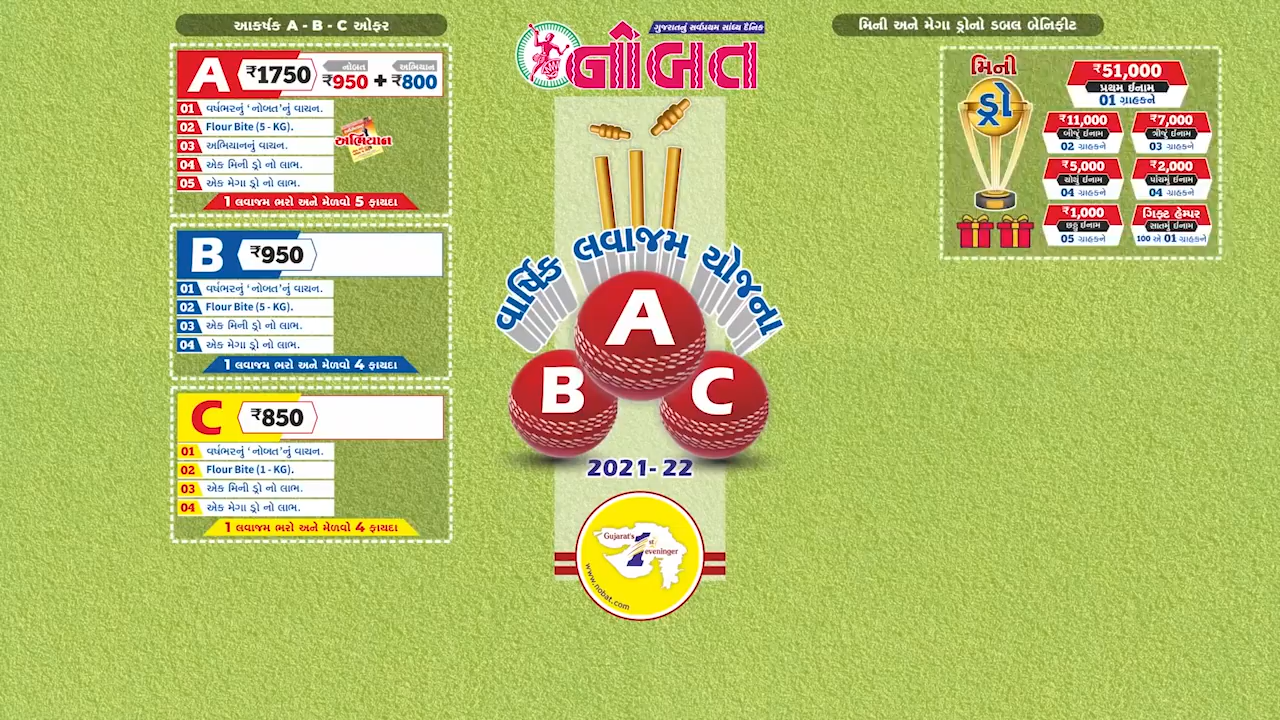 આકર્ષક A - B - C ઓફર
A ₹1750 નોબત ₹950 + અભિયાન ₹800
01 વર્ષભરનું ‘નોબત’નું વાચન.
02 Flour Bite (5 - KG).
03 અભિયાનનું વાચન.
04 એક મિની ડ્રો નો લાભ.
05 એક મેગા ડ્રો નો લાભ.
અભિયાન
1 લવાજમ ભરો અને મેળવો 5 ફાયદા
B ₹950
01 વર્ષભરનું ‘નોબત’નું વાચન.
02 Flour Bite (5 - KG).
03 એક મિની ડ્રો નો લાભ.
04 એક મેગા ડ્રો નો લાભ.
1 લવાજમ ભરો અને મેળવો 4 ફાયદા
C ₹850
01 વર્ષભરનું ‘નોબત’નું વાચન.
02 Flour Bite (1 - KG).
03 એક મિની ડ્રો નો લાભ.
04 એક મેગા ડ્રો નો લાભ.
1 લવાજમ ભરો અને મેળવો 4 ફાયદા
ગુજરાતનું સર્વપ્રથમ સાંધ્ય દૈનિક
નોબત
વાર્ષિક લવાજમ યોજના
A
B C
2021- 22
Gujarat's 1st eveninger
www.nobat.com
મિની અને મેગા ડ્રોનો ડબલ બેનિફીટ
મિની
ડ્રો
₹51,000
પ્રથમ ઈનામ
01 ગ્રાહકને
₹11,000
બીજું ઈનામ
02 ગ્રાહકને
₹7,000
ત્રીજું ઈનામ
03 ગ્રાહકને
₹5,000
ચોથું ઈનામ
04 ગ્રાહકને
₹2,000
પાંચમું ઈનામ
04 ગ્રાહકને
₹1,000
છઠ્ઠુ ઈનામ
05 ગ્રાહકને
ગિફ્ટ હેમ્પર
સાતમું ઈનામ
100 એ 01 ગ્રાહકને